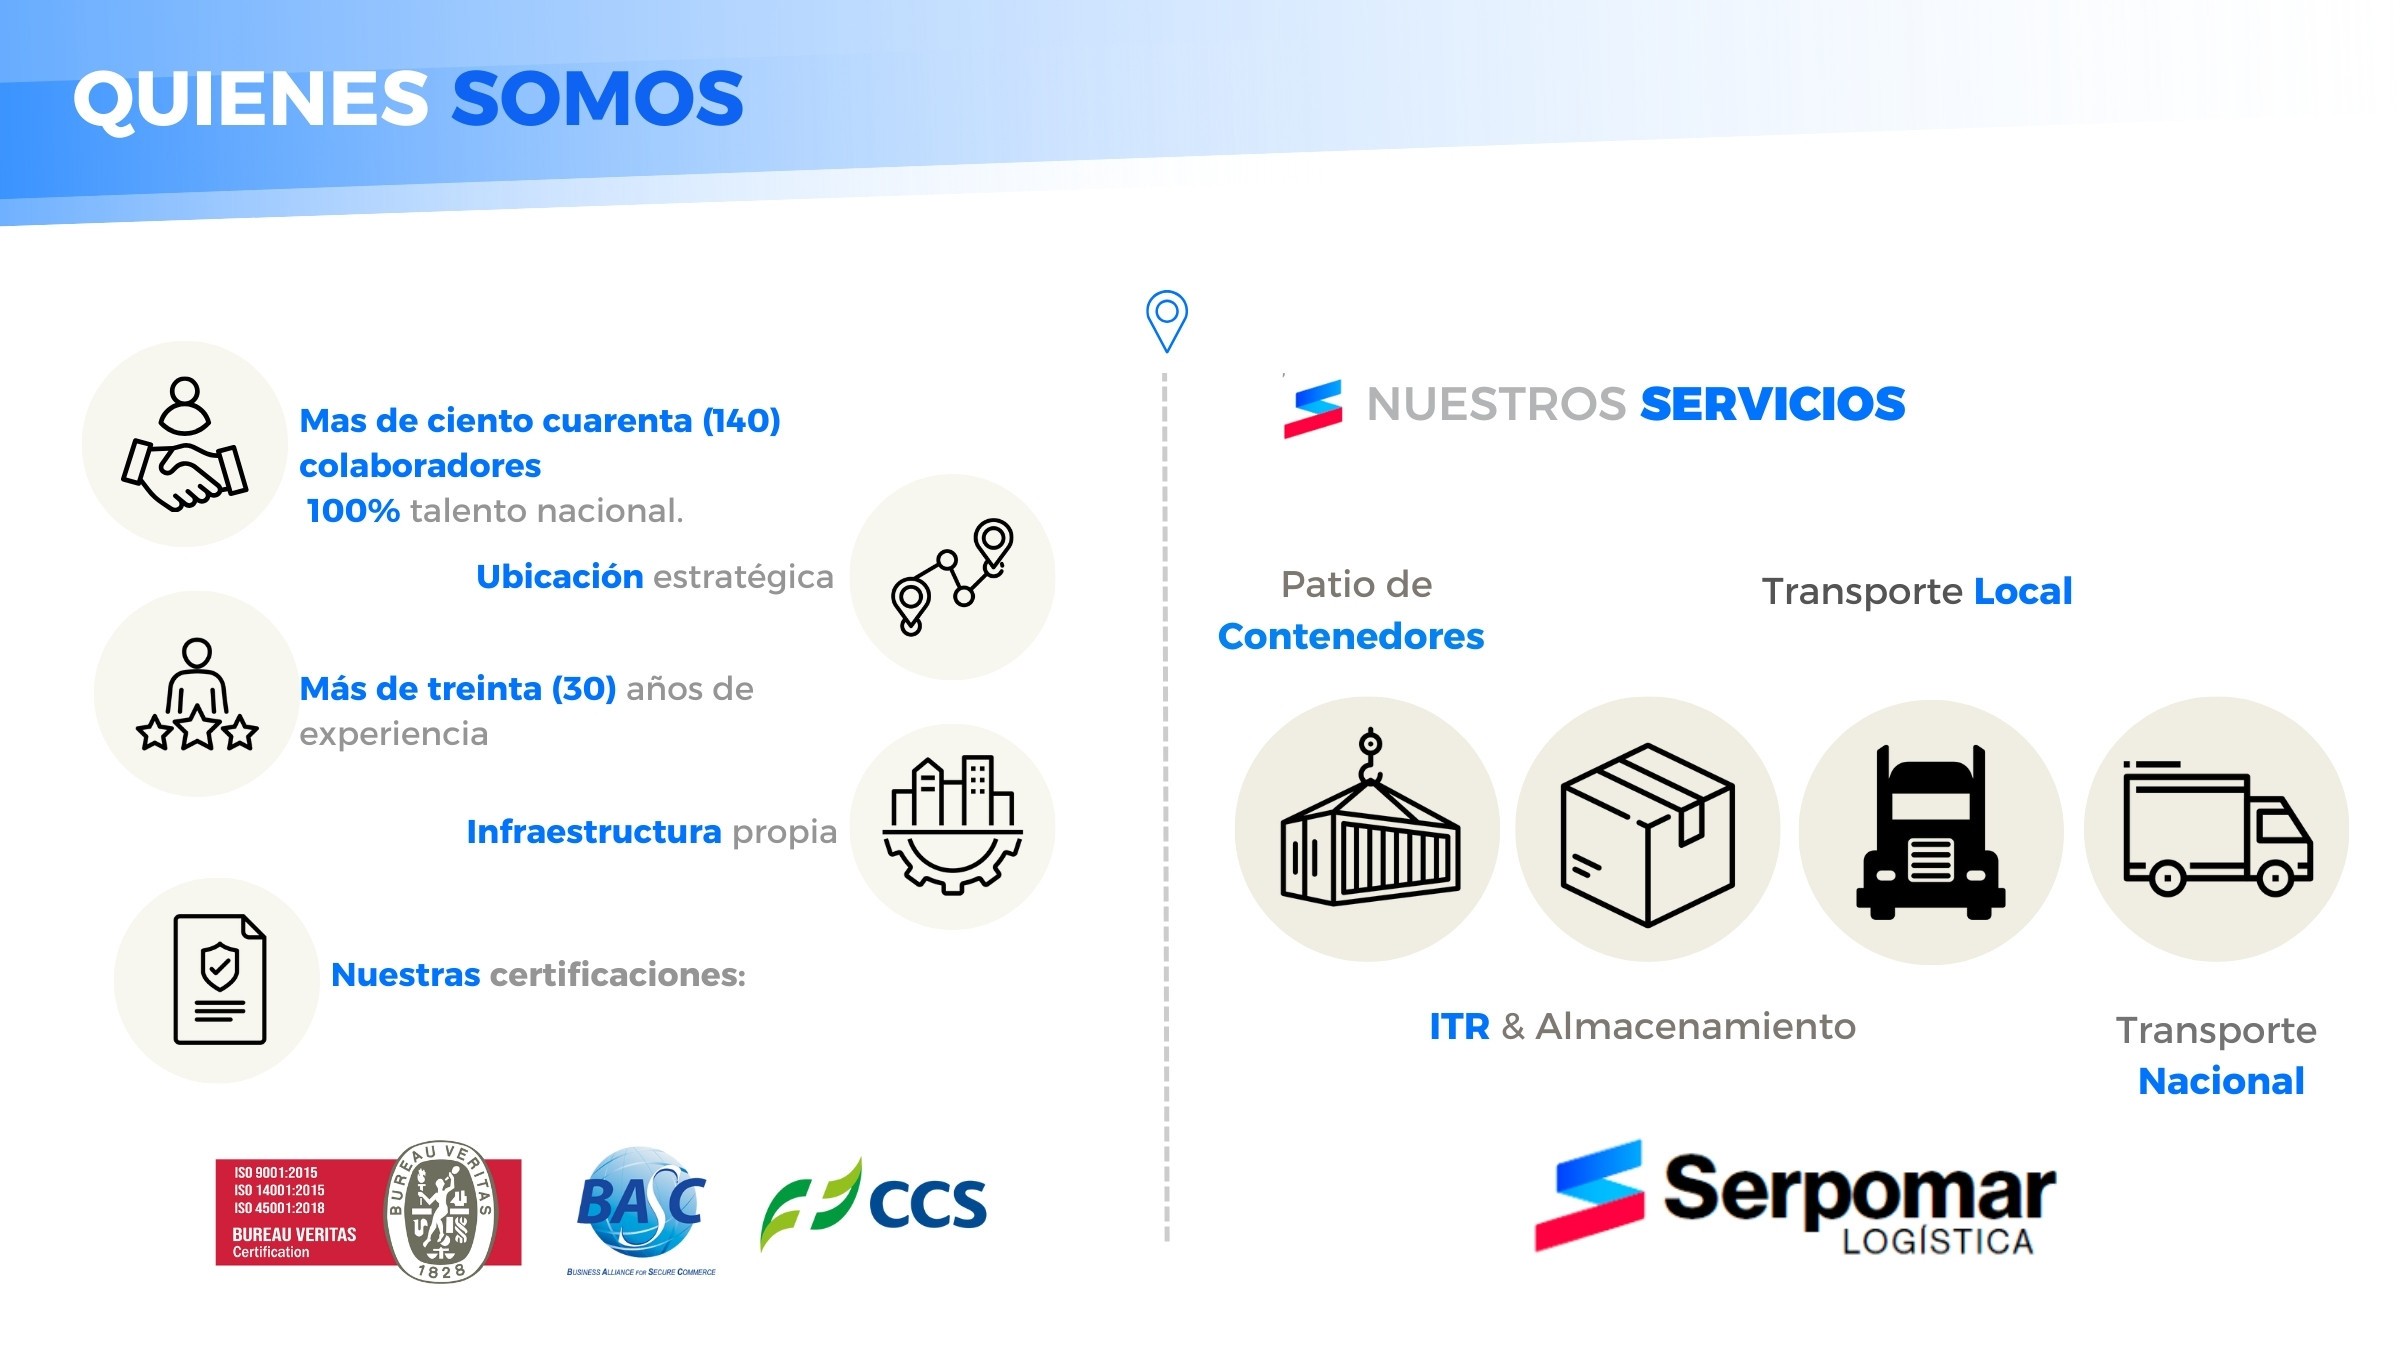 QUIENES SOMOS
Mas de ciento cuarenta (140)
colaboradores
100% talento nacional.
Ubicación estratégica
Más de treinta (30) años de
experiencia
Infraestructura propia
Nuestras certificaciones:
ISO 9001:2015
ISO 14001:2015
ISO 45001:2018
BUREAU VERITAS
Certification
BUREAU VERITAS
1828
BASC
BUSINESS ALLIANCE FOR SECURE COMMERCE
CCS
NUESTROS SERVICIOS
Patio de
Contenedores
Transporte Local
ITR & Almacenamiento
Transporte
Nacional
Serpomar
LOGÍSTICA